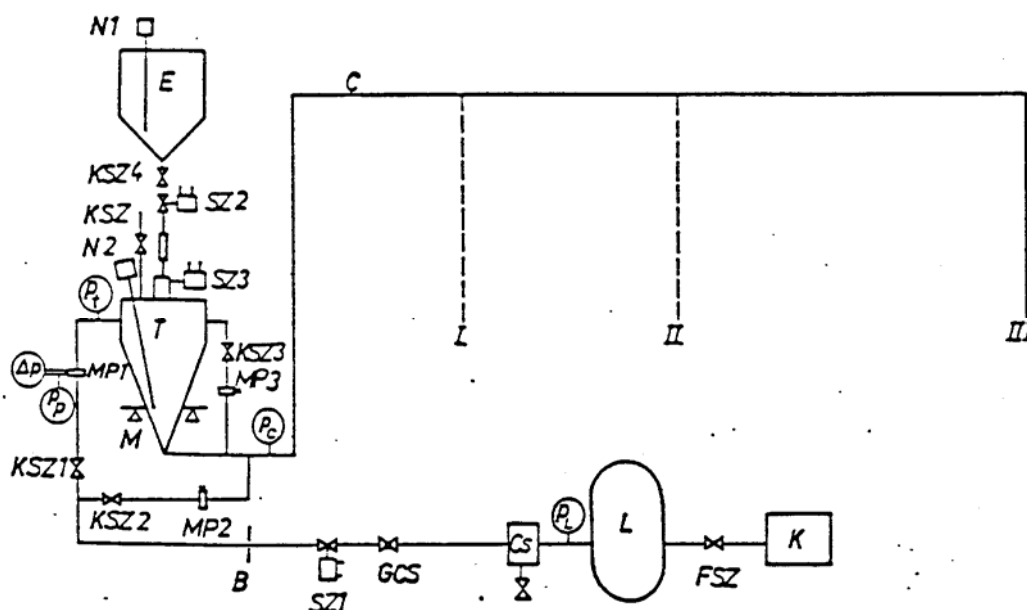 N1
E
Ç
KSZ4
SZ2
KSZ
N2
SZ3
Pt
T
I
II
III
KSZ3
Δp
MP1
MP3
Pp
M
Pc
KSZ1
KSZ2
MP2
B
SZ1
GCS
Cs
PL
L
FSZ
K